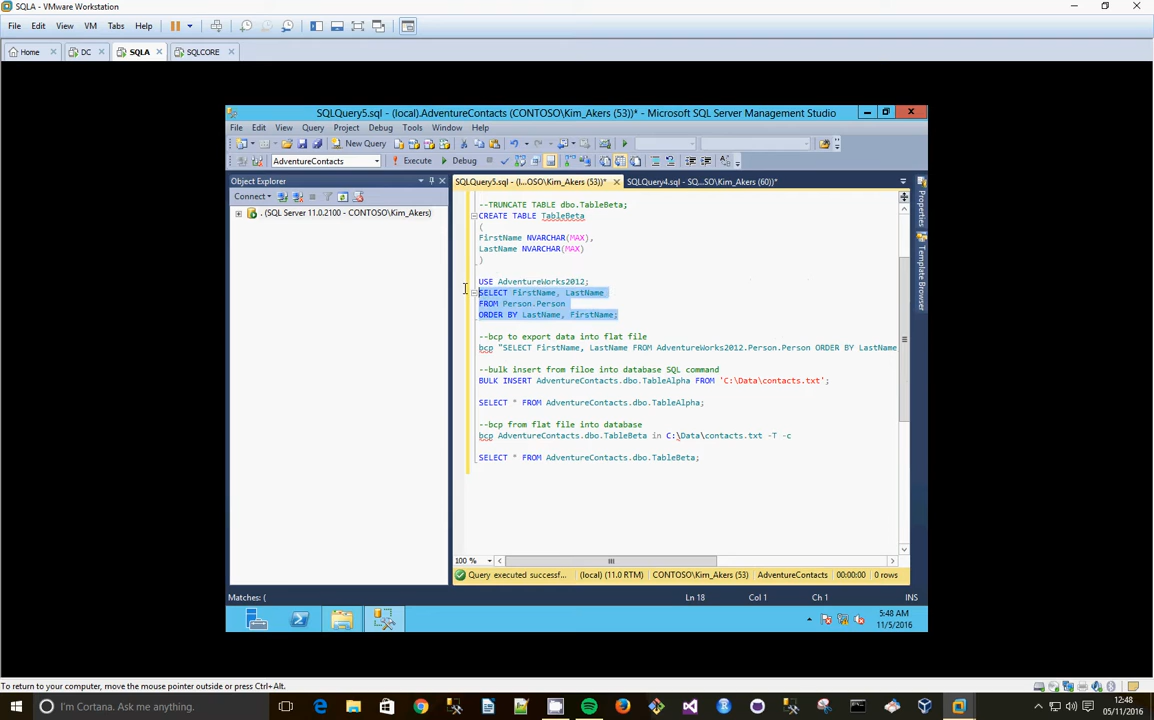 SQLA - VMware Workstation
File Edit View VM Tabs Help
Home DC SQLA SQLCORE
SQLQuery5.sql - (local).AdventureContacts (CONTOSO\Kim_Akers (53))* - Microsoft SQL Server Management Studio
File Edit View Query Project Debug Tools Window Help
New Query
AdventureContacts Execute Debug
Object Explorer
SQLQuery5.sql - (l...OSO\Kim_Akers (53))* SQLQuery4.sql - SQ...SO\Kim_Akers (60))*
Connect
. (SQL Server 11.0.2100 - CONTOSO\Kim_Akers)
--TRUNCATE TABLE dbo.TableBeta;
CREATE TABLE TableBeta
(
FirstName NVARCHAR(MAX),
LastName NVARCHAR(MAX)
)
USE AdventureWorks2012;
SELECT FirstName, LastName
FROM Person.Person
ORDER BY LastName, FirstName;
--bcp to export data into flat file
bcp "SELECT FirstName, LastName FROM AdventureWorks2012.Person.Person ORDER BY LastName
--bulk insert from filoe into database SQL command
BULK INSERT AdventureContacts.dbo.TableAlpha FROM 'C:\Data\contacts.txt';
SELECT * FROM AdventureContacts.dbo.TableAlpha;
--bcp from flat file into database
bcp AdventureContacts.dbo.TableBeta in C:\Data\contacts.txt -T -c
SELECT * FROM AdventureContacts.dbo.TableBeta;
Properties
Template Browser
100 %
Query executed successf... (local) (11.0 RTM) CONTOSO\Kim_Akers (53) AdventureContacts 00:00:00 0 rows
Matches: ( Ln 18 Col 1 Ch 1 INS
5:48 AM
11/5/2016
To return to your computer, move the mouse pointer outside or press Ctrl+Alt.
I'm Cortana. Ask me anything.
12:48
05/11/2016